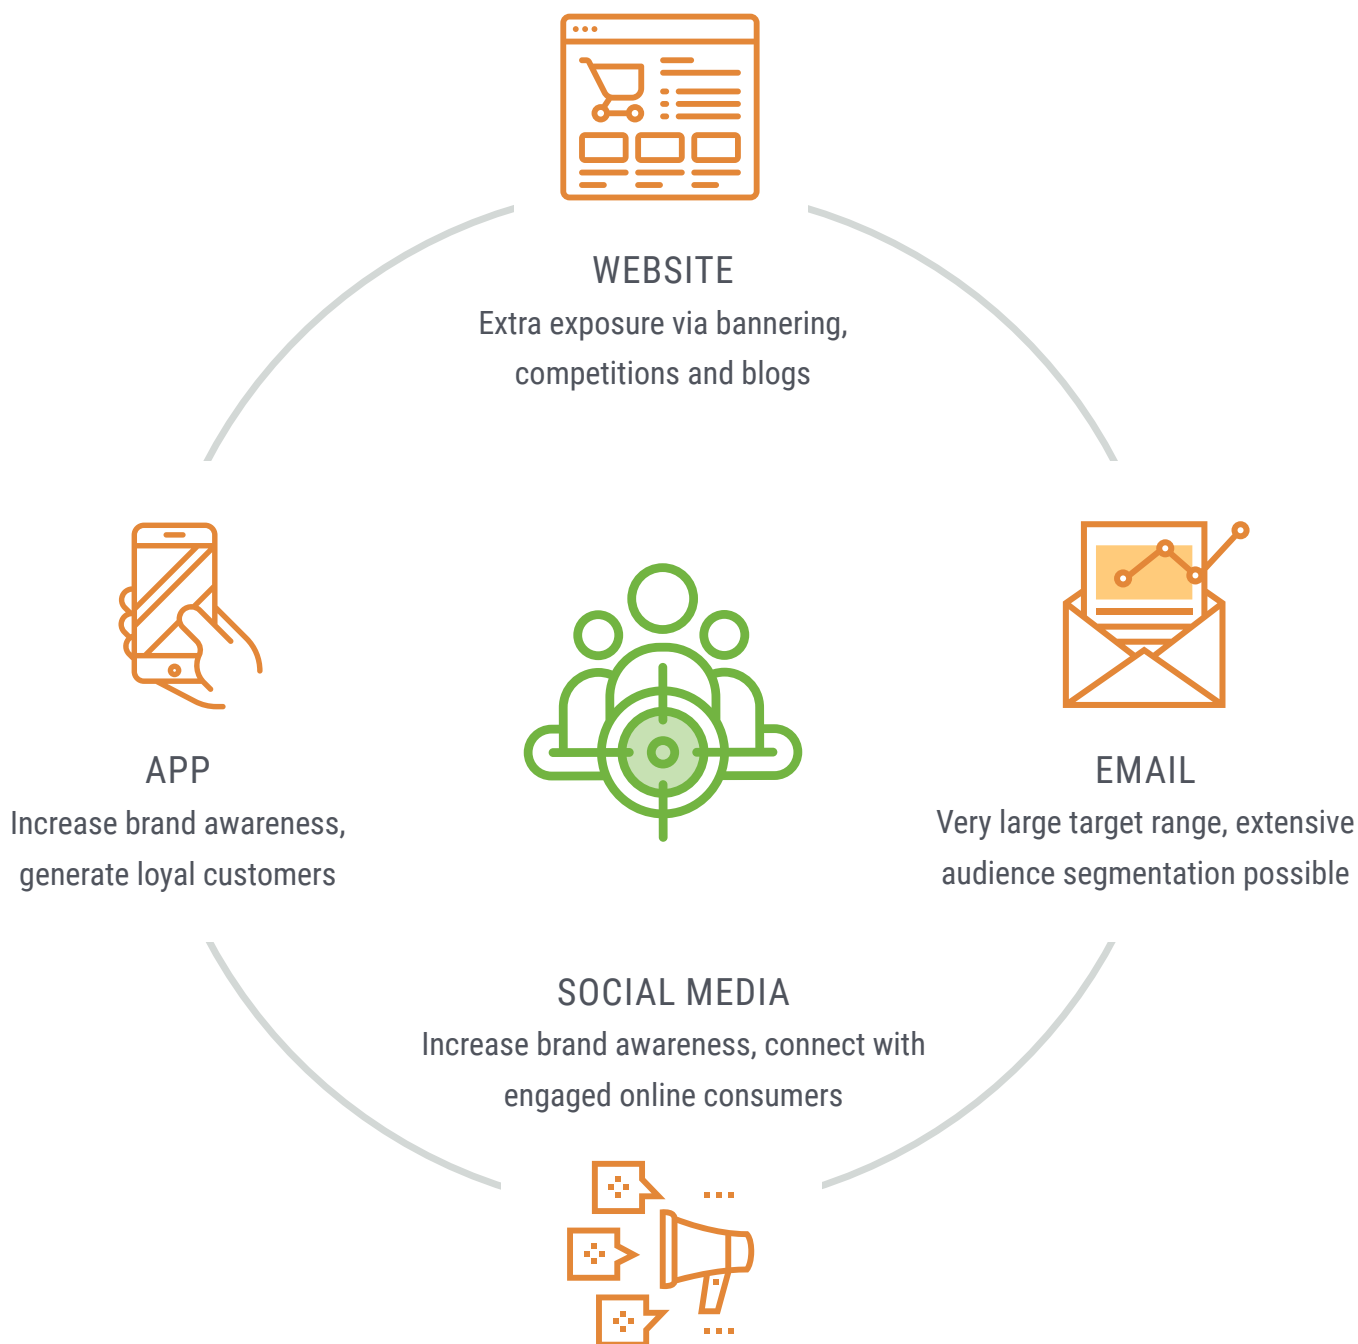 WEBSITE
Extra exposure via bannering,
competitions and blogs
APP
Increase brand awareness,
generate loyal customers
EMAIL
Very large target range, extensive
audience segmentation possible
SOCIAL MEDIA
Increase brand awareness, connect with
engaged online consumers